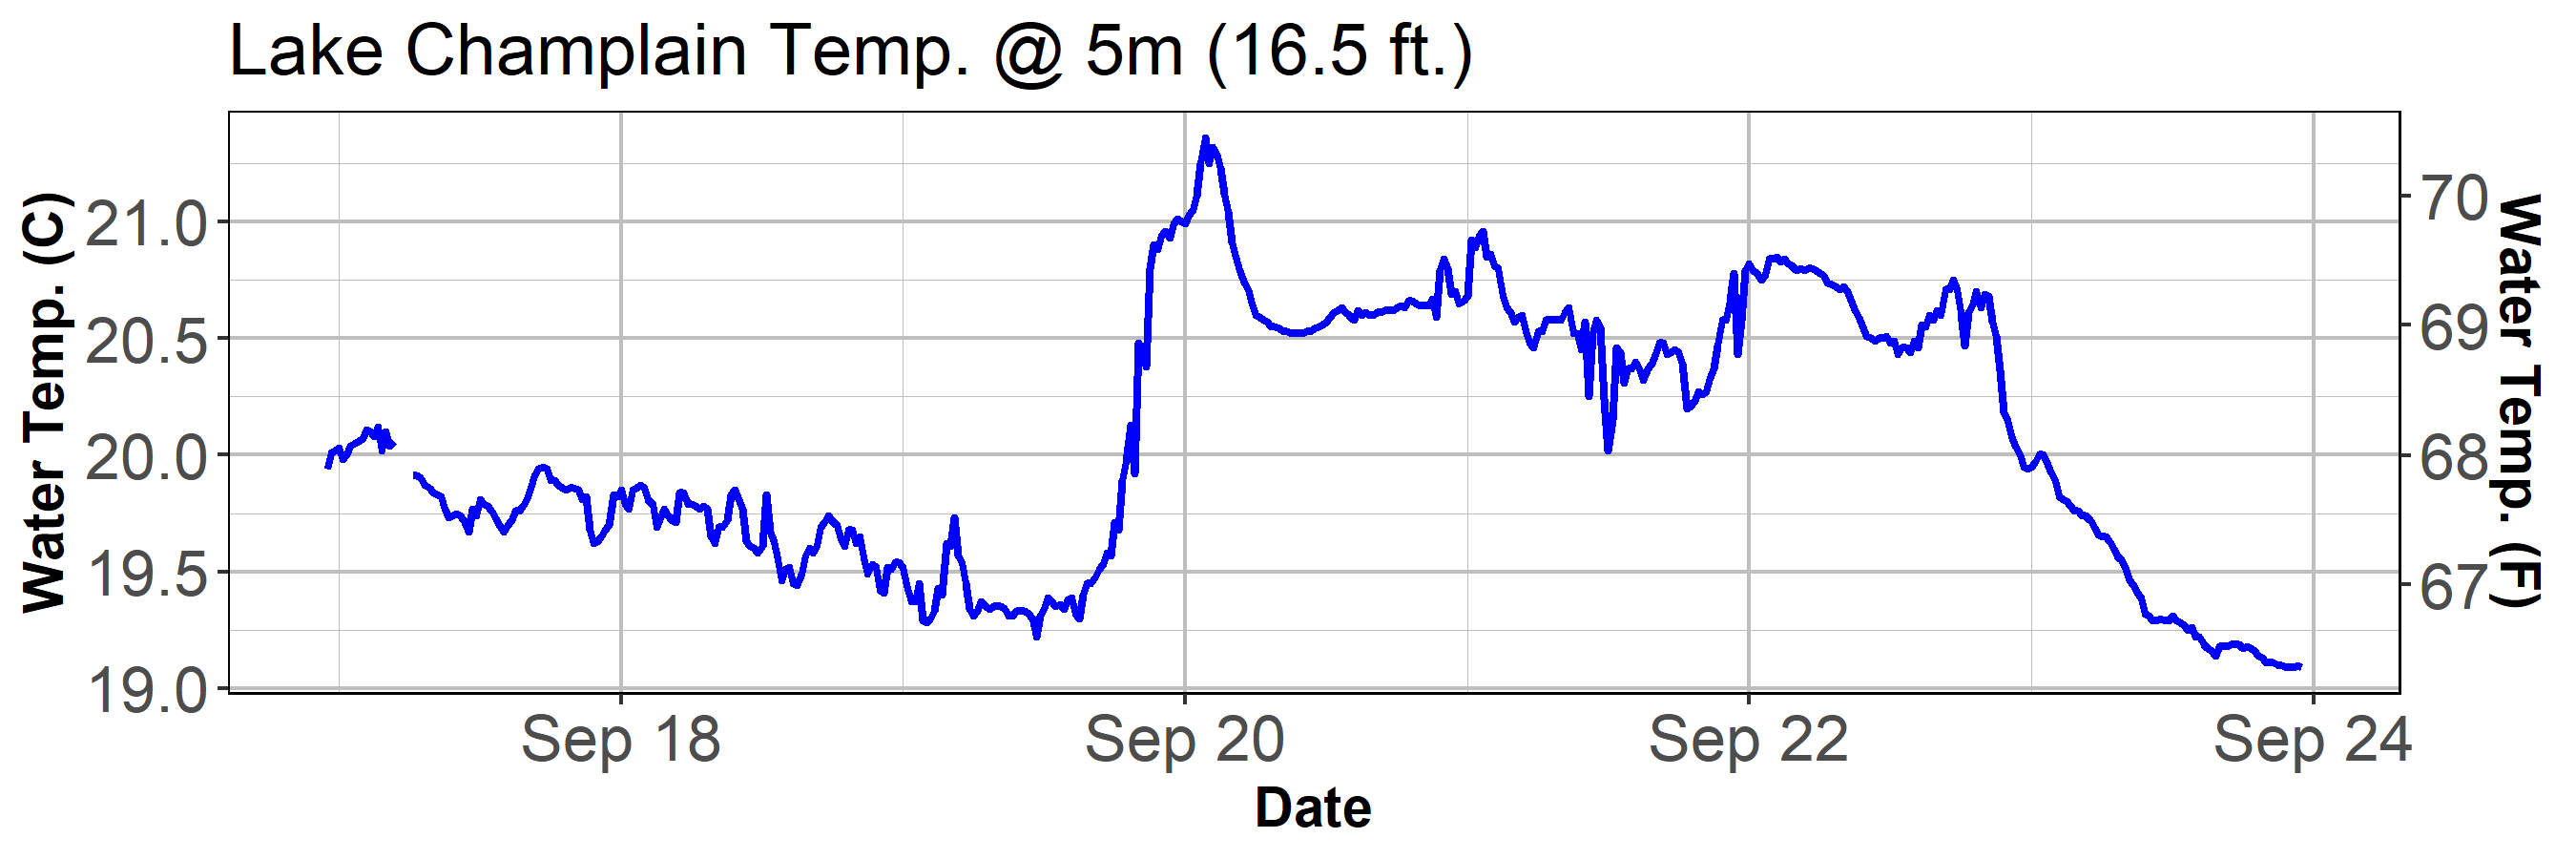 Lake Champlain Temp. @ 5m (16.5 ft.)
Water Temp. (C)
21.0
20.5
20.0
19.5
19.0
70
69
68
67
Water Temp. (F)
Sep 18
Sep 20
Sep 22
Sep 24
Date